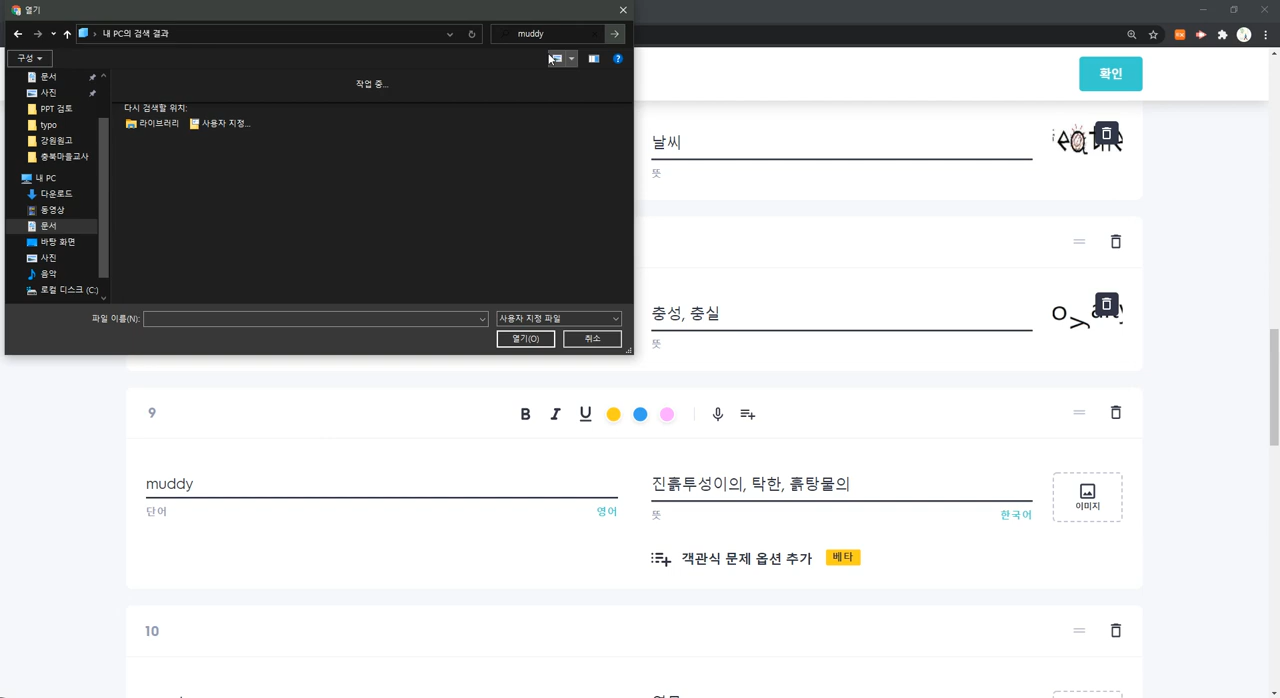 열기
내 PC의 검색 결과
muddy
구성
문서
사진
PPT 검토
typo
강원원고
충북마을교사
내 PC
다운로드
동영상
문서
바탕 화면
사진
음악
로컬 디스크 (C:)
작업 중...
다시 검색할 위치:
라이브러리
사용자 지정...
파일 이름(N):
사용자 지정 파일
열기(O)
취소
확인
날씨
뜻
충성, 충실
뜻
9
B I U
muddy
단어
영어
진흙투성이의, 탁한, 흙탕물의
뜻
한국어
이미지
객관식 문제 옵션 추가
베타
10